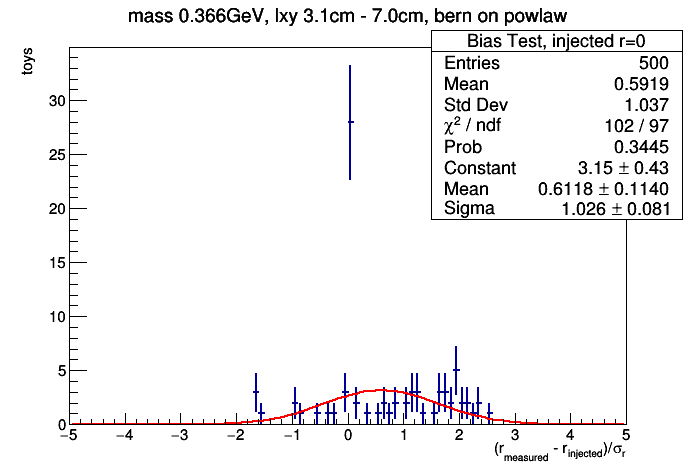 mass 0.366GeV, lxy 3.1cm - 7.0cm, bern on powlaw
toys
Bias Test, injected r=0
Entries 500
Mean 0.5919
Std Dev 1.037
χ² / ndf 102 / 97
Prob 0.3445
Constant 3.15 ± 0.43
Mean 0.6118 ± 0.1140
Sigma 1.026 ± 0.081
30
25
20
15
10
5
0
−5 −4 −3 −2 −1 0 1 2 3 4 5
(r_measured - r_injected)/σ_r